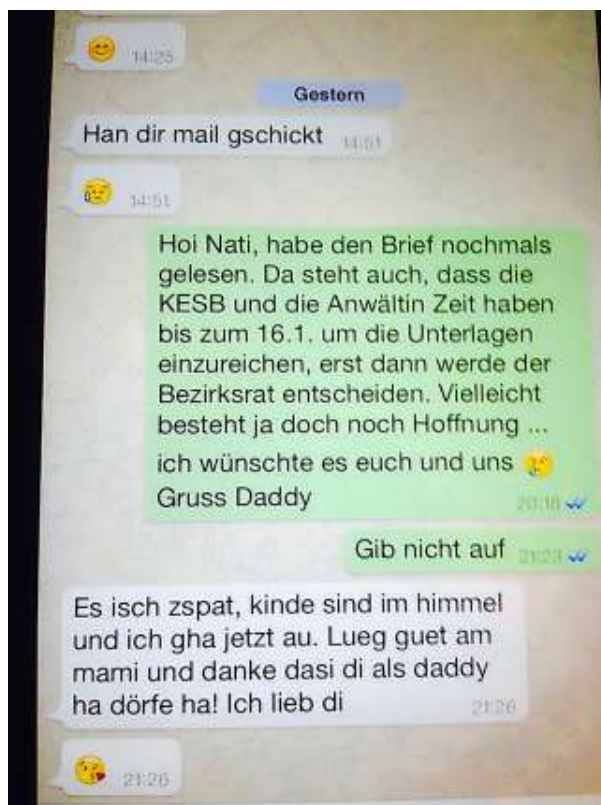 14:25
Gestern
Han dir mail gschickt 14:51
14:51
Hoi Nati, habe den Brief nochmals
gelesen. Da steht auch, dass die
KESB und die Anwältin Zeit haben
bis zum 16.1. um die Unterlagen
einzureichen, erst dann werde der
Bezirksrat entscheiden. Vielleicht
besteht ja doch noch Hoffnung ...
ich wünschte es euch und uns
Gruss Daddy 20:18
Gib nicht auf 21:23
Es isch zspat, kinde sind im himmel
und ich gha jetzt au. Lueg guet am
mami und danke dasi di als daddy
ha dörfe ha! Ich lieb di 21:26
21:26